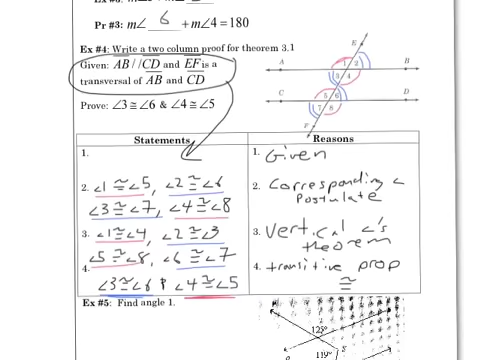 Pr #3: m∠ 6 + m∠4 = 180
Ex #4: Write a two column proof for theorem 3.1
Given: AB // CD and EF is a
transversal of AB and CD
Prove: ∠3 ≅ ∠6 & ∠4 ≅ ∠5
E
A
1 2
B
3 4
C
5 6
D
7 8
F
Statements
Reasons
1.
1. Given
2. ∠1 ≅ ∠5, ∠2 ≅ ∠6
∠3 ≅ ∠7, ∠4 ≅ ∠8
2. Corresponding ∠
Postulate
3. ∠1 ≅ ∠4, ∠2 ≅ ∠3
∠5 ≅ ∠8, ∠6 ≅ ∠7
3. Vertical ∠'s
theorem
4.
∠3 ≅ ∠6 & ∠4 ≅ ∠5
4. transitive prop
≅
Ex #5: Find angle 1.
125°
119°